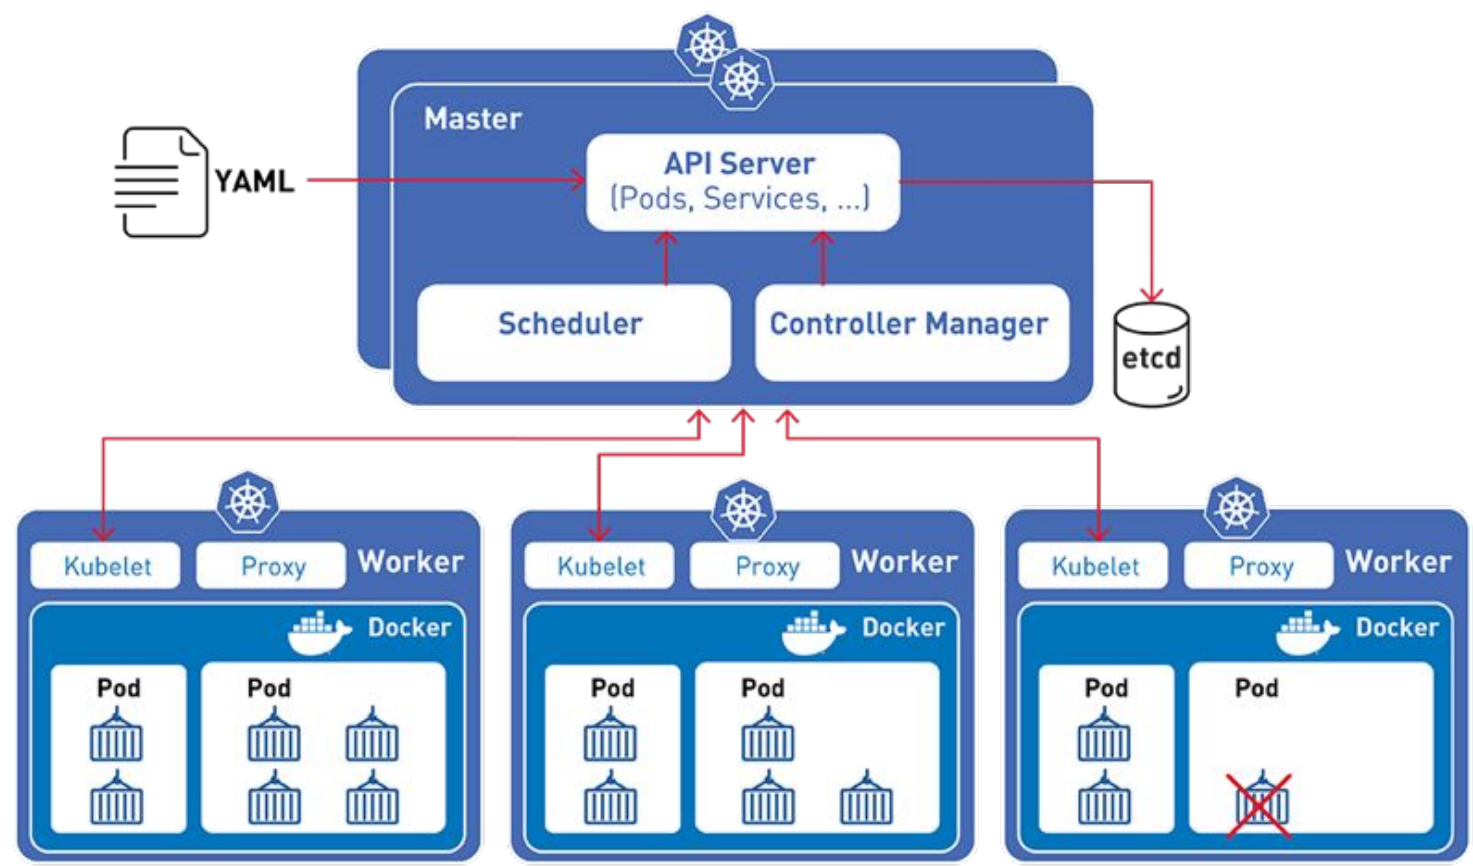 Master
YAML
API Server
(Pods, Services, ...)
Scheduler
Controller Manager
etcd
Kubelet
Proxy
Worker
Docker
Pod
Pod
Kubelet
Proxy
Worker
Docker
Pod
Pod
Kubelet
Proxy
Worker
Docker
Pod
Pod